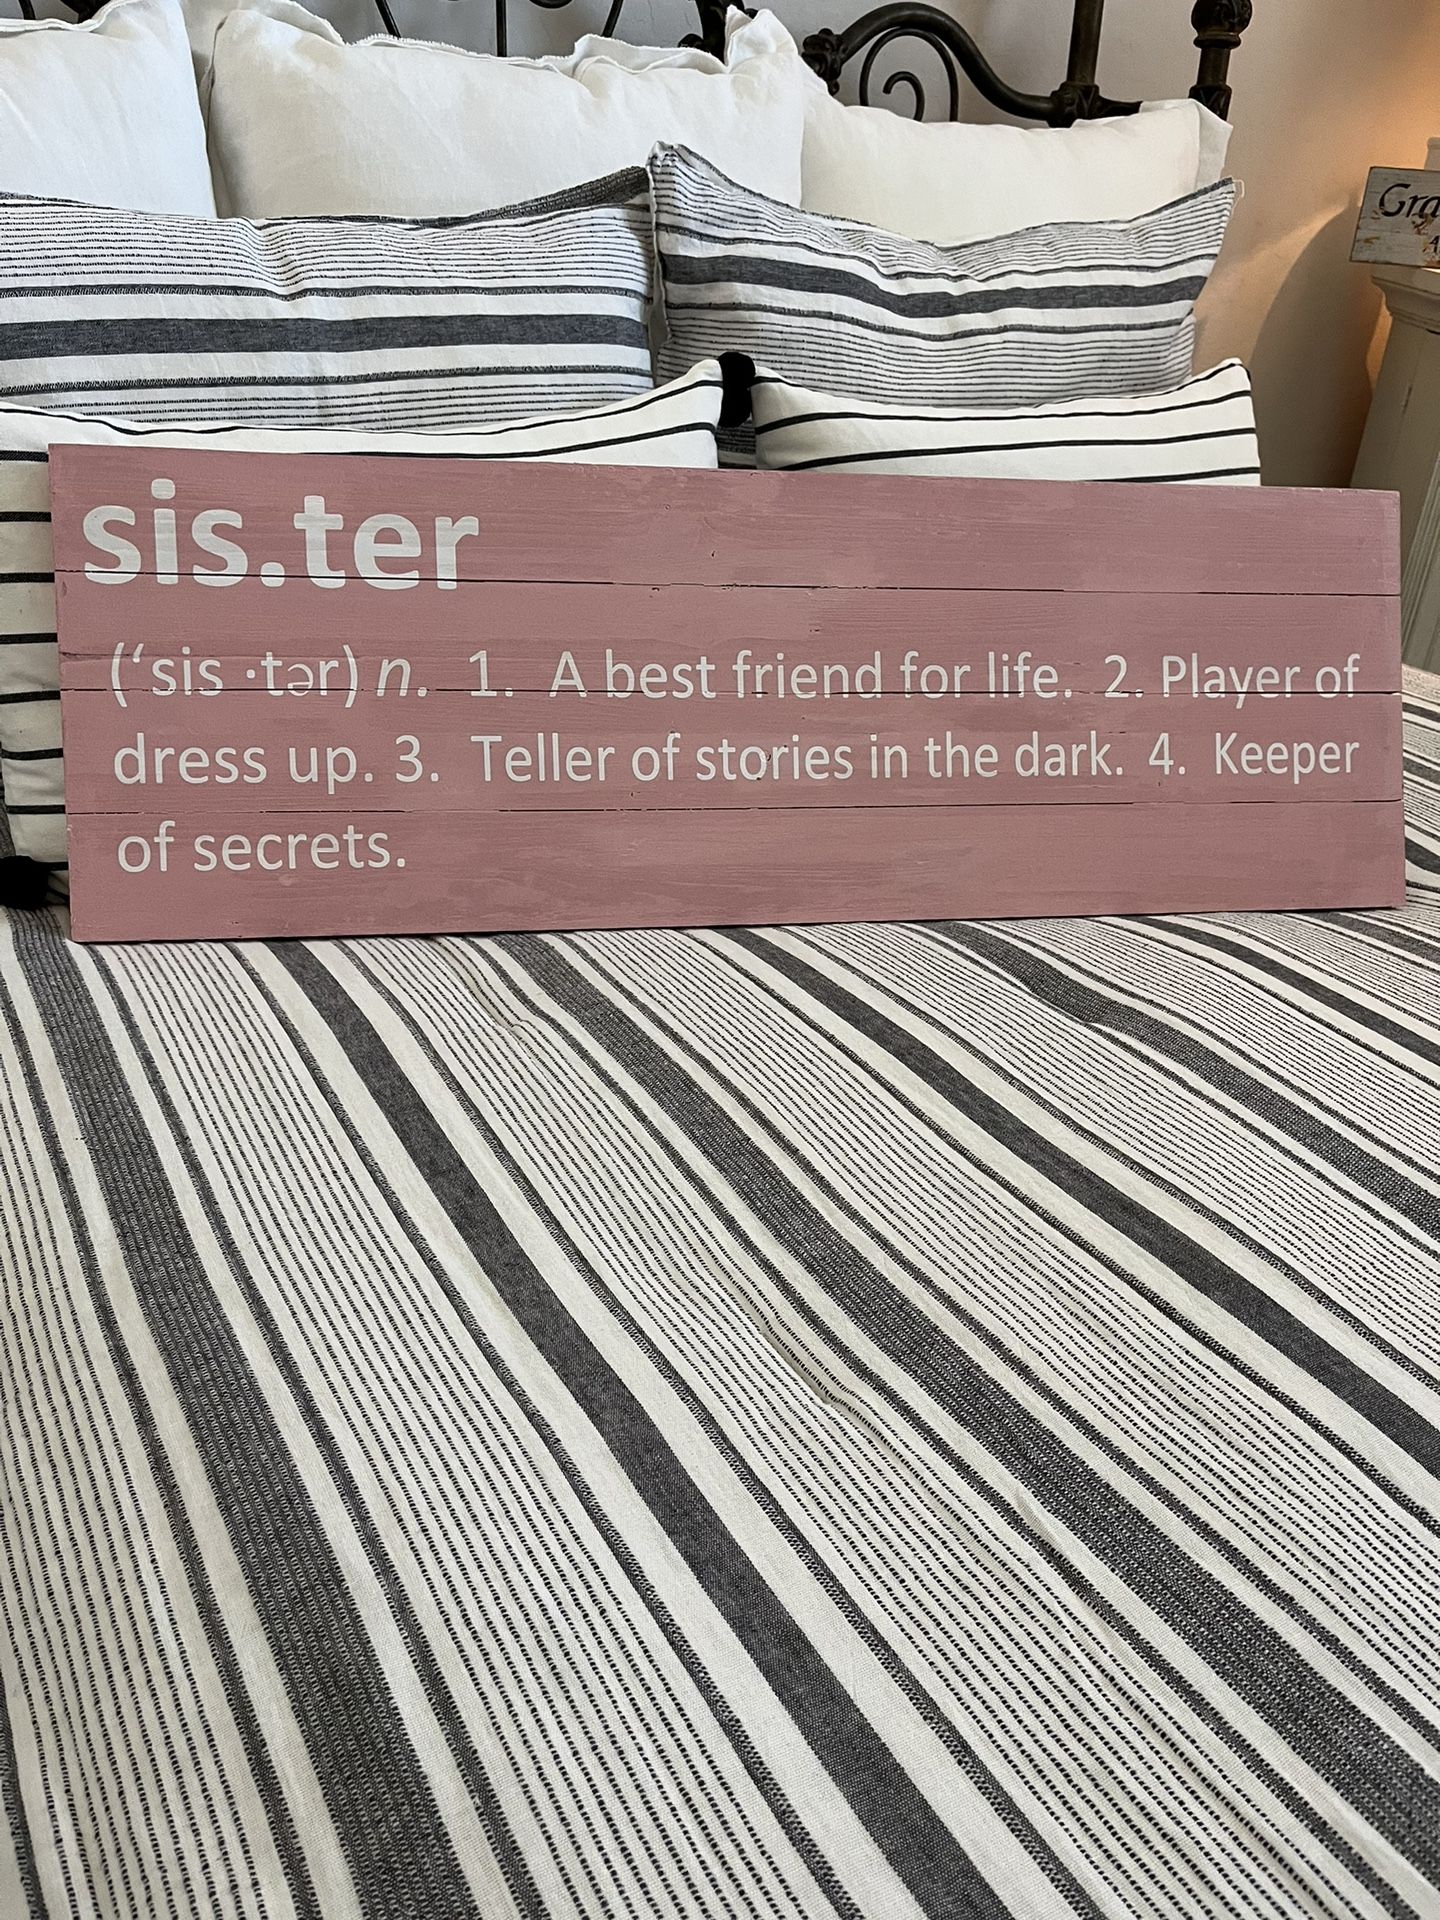 sis.ter
(‘sis ·tər) n. 1. A best friend for life. 2. Player of
dress up. 3. Teller of stories in the dark. 4. Keeper
of secrets.